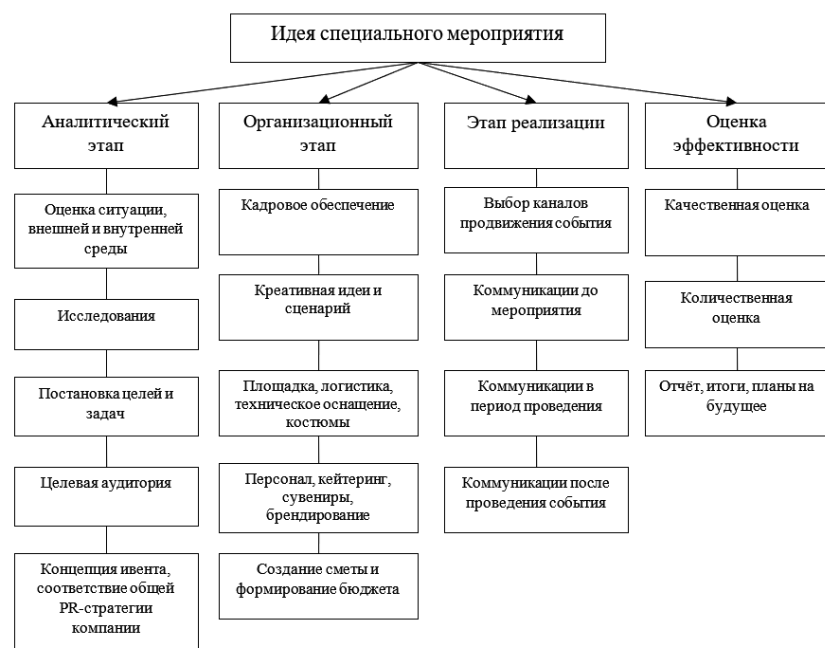 Идея специального мероприятия
Аналитический
этап
Оценка ситуации,
внешней и внутренней
среды
Исследования
Постановка целей и
задач
Целевая аудитория
Концепция ивента,
соответствие общей
PR-стратегии
компании
Организационный
этап
Кадровое обеспечение
Креативная идеи и
сценарий
Площадка, логистика,
техническое оснащение,
костюмы
Персонал, кейтеринг,
сувениры,
брендирование
Создание сметы и
формирование бюджета
Этап реализации
Выбор каналов
продвижения события
Коммуникации до
мероприятия
Коммуникации в
период проведения
Коммуникации после
проведения события
Оценка
эффективности
Качественная оценка
Количественная
оценка
Отчёт, итоги, планы на
будущее